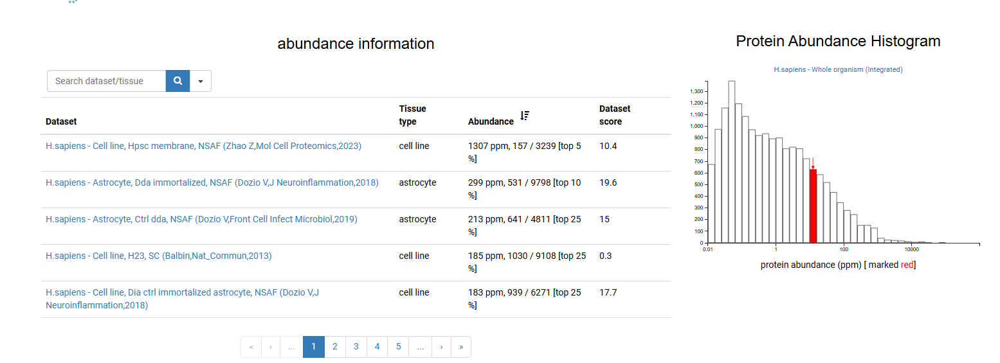 abundance information
Search dataset/tissue
Dataset
Tissue
type
Abundance
Dataset
score
H.sapiens - Cell line, Hpsc membrane, NSAF (Zhao Z,Mol Cell Proteomics,2023)
cell line
1307 ppm, 157 / 3239 [top 5
%]
10.4
H.sapiens - Astrocyte, Dda immortalized, NSAF (Dozio V,J Neuroinflammation,2018)
astrocyte
299 ppm, 531 / 9798 [top 10
%]
19.6
H.sapiens - Astrocyte, Ctrl dda, NSAF (Dozio V,Front Cell Infect Microbiol,2019)
astrocyte
213 ppm, 641 / 4811 [top 25
%]
15
H.sapiens - Cell line, H23, SC (Balbin,Nat_Commun,2013)
cell line
185 ppm, 1030 / 9108 [top 25
%]
0.3
H.sapiens - Cell line, Dia ctrl immortalized astrocyte, NSAF (Dozio V,J
Neuroinflammation,2018)
cell line
183 ppm, 939 / 6271 [top 25
%]
17.7
« ‹ ... 1 2 3 4 5 ... › »
Protein Abundance Histogram
H.sapiens - Whole organism (Integrated)
1,300
1,200
1,100
1,000
900
800
700
600
500
400
300
200
100
0
0.01 1 100 10000
protein abundance (ppm) [ marked red]